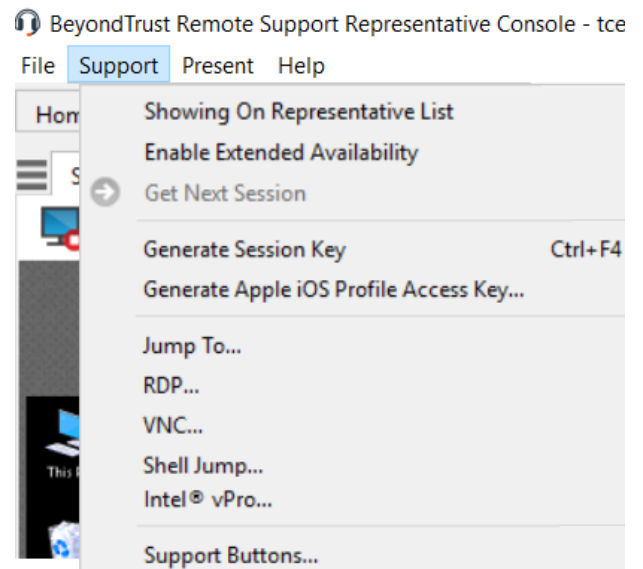 BeyondTrust Remote Support Representative Console - tce
File Support Present Help
Hom
S
Showing On Representative List
Enable Extended Availability
Get Next Session
Generate Session Key Ctrl+F4
Generate Apple iOS Profile Access Key...
Jump To...
RDP...
VNC...
Shell Jump...
Intel® vPro...
Support Buttons...
This